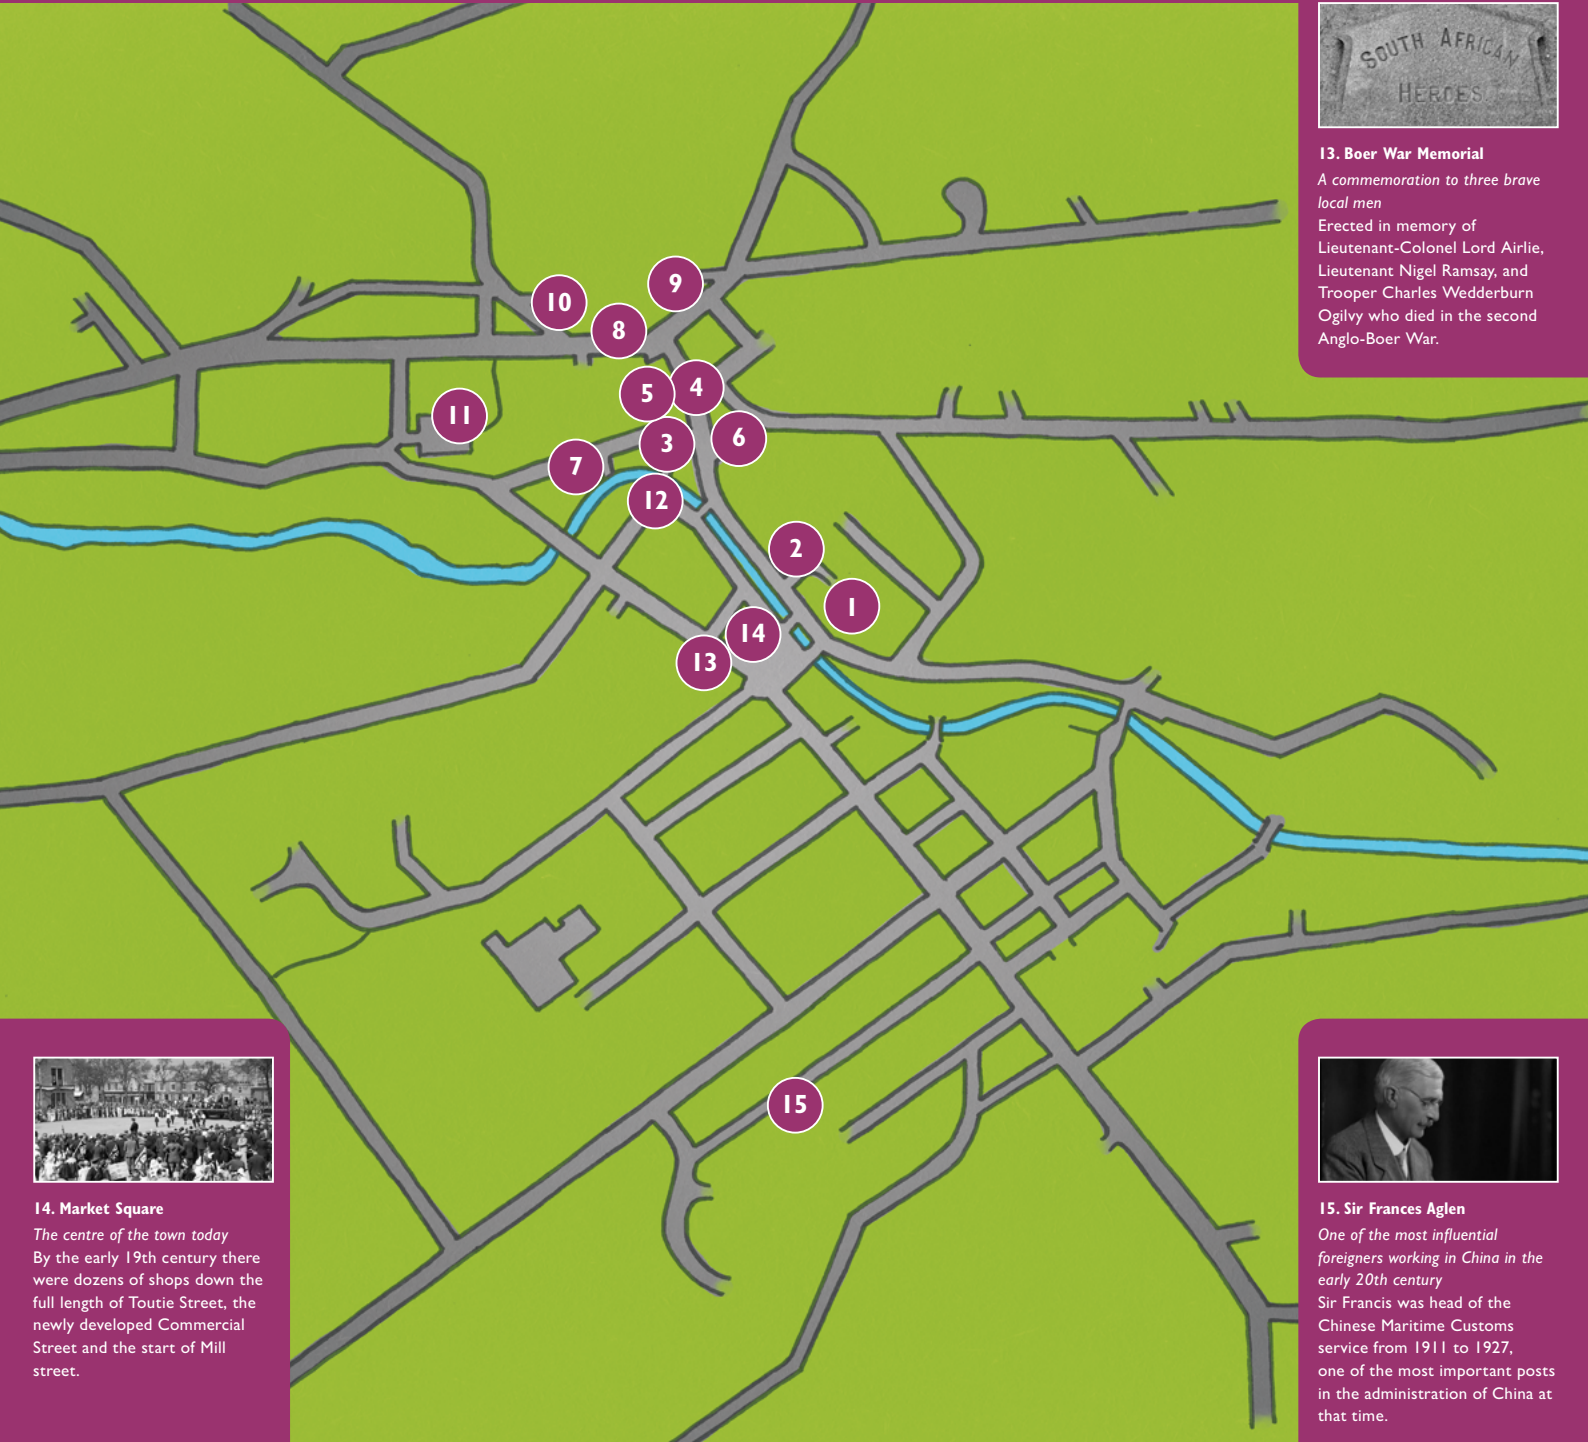 SOUTH AFRICAN
HEROES
13. Boer War Memorial
A commemoration to three brave
local men
Erected in memory of
Lieutenant-Colonel Lord Airlie,
Lieutenant Nigel Ramsay, and
Trooper Charles Wedderburn
Ogilvy who died in the second
Anglo-Boer War.
9
10
8
5
4
11
3
6
7
12
2
1
14
13
15
14. Market Square
The centre of the town today
By the early 19th century there
were dozens of shops down the
full length of Toutie Street, the
newly developed Commercial
Street and the start of Mill
street.
15. Sir Frances Aglen
One of the most influential
foreigners working in China in the
early 20th century
Sir Francis was head of the
Chinese Maritime Customs
service from 1911 to 1927,
one of the most important posts
in the administration of China at
that time.